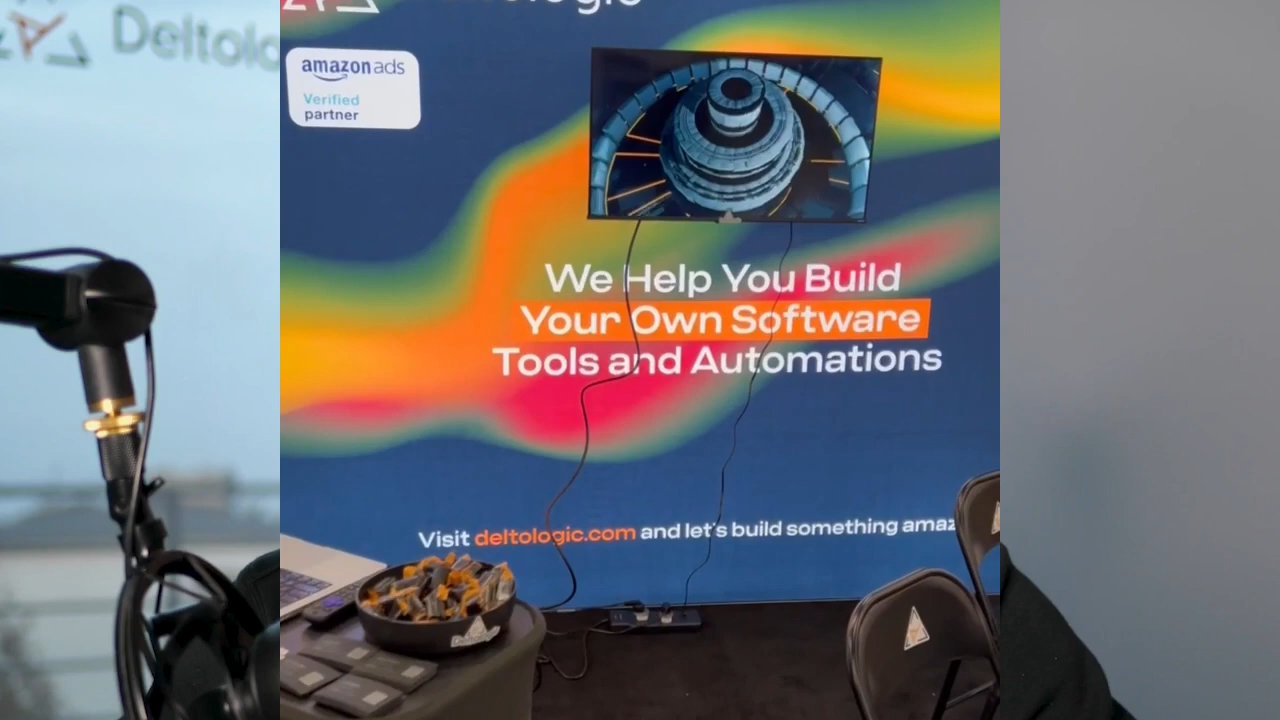 Deltolo
amazon ads
Verified
partner
We Help You Build
Your Own Software
Tools and Automations
Visit deltologic.com and let's build something amaz